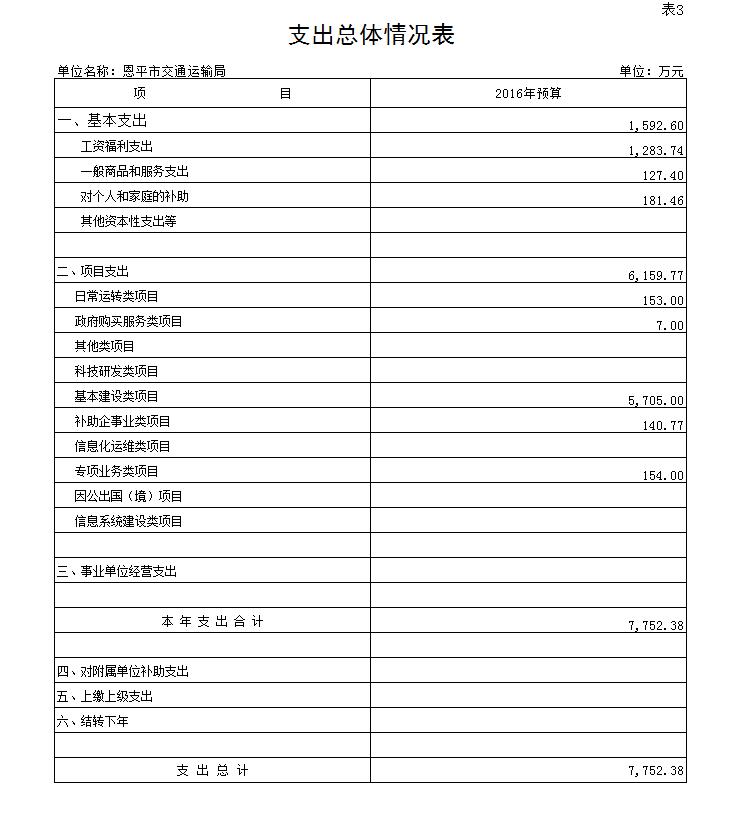 表3
支出总体情况表
单位名称：恩平市交通运输局 单位：万元
项 目 2016年预算
一、基本支出 1,592.60
工资福利支出 1,283.74
一般商品和服务支出 127.40
对个人和家庭的补助 181.46
其他资本性支出等
二、项目支出 6,159.77
日常运转类项目 153.00
政府购买服务类项目 7.00
其他类项目
科技研发类项目
基本建设类项目 5,705.00
补助企事业类项目 140.77
信息化运维类项目
专项业务类项目 154.00
因公出国（境）项目
信息系统建设类项目
三、事业单位经营支出
本 年 支 出 合 计 7,752.38
四、对附属单位补助支出
五、上缴上级支出
六、结转下年
支 出 总 计 7,752.38